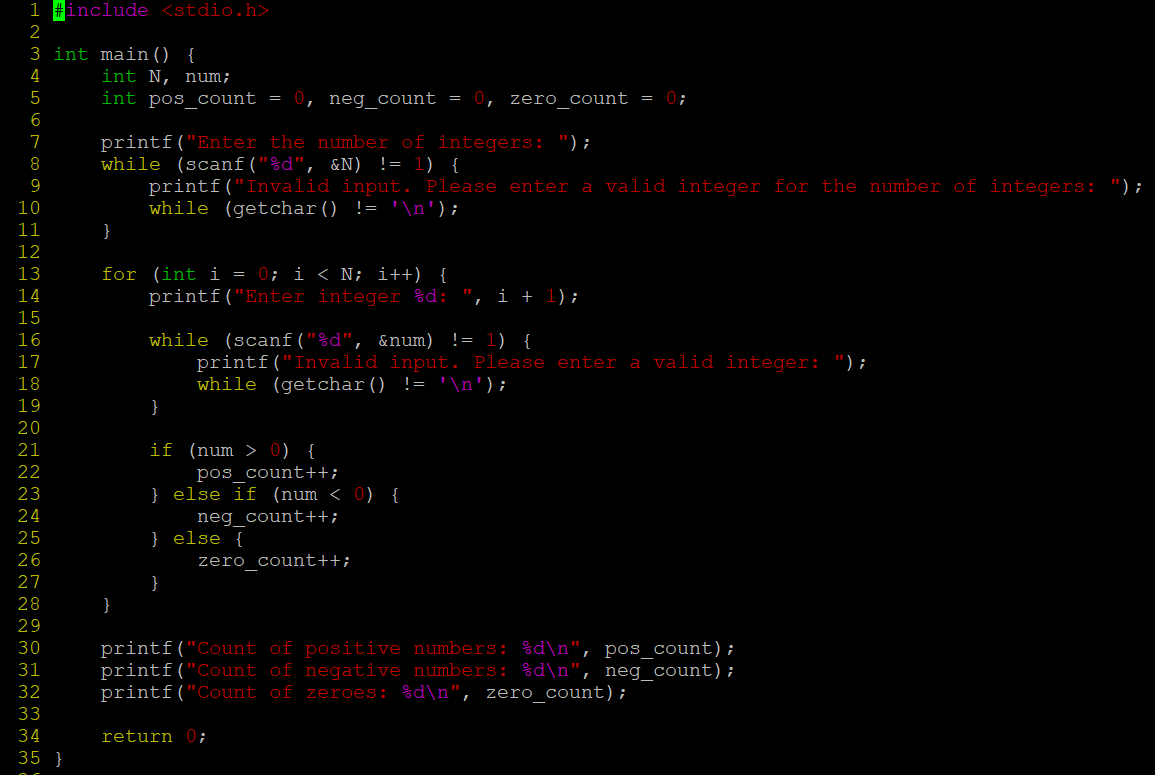 1 #include <stdio.h>
2
3 int main() {
4     int N, num;
5     int pos_count = 0, neg_count = 0, zero_count = 0;
6
7     printf("Enter the number of integers: ");
8     while (scanf("%d", &N) != 1) {
9         printf("Invalid input. Please enter a valid integer for the number of integers: ");
10         while (getchar() != '\n');
11     }
12
13     for (int i = 0; i < N; i++) {
14         printf("Enter integer %d: ", i + 1);
15
16         while (scanf("%d", &num) != 1) {
17             printf("Invalid input. Please enter a valid integer: ");
18             while (getchar() != '\n');
19         }
20
21         if (num > 0) {
22             pos_count++;
23         } else if (num < 0) {
24             neg_count++;
25         } else {
26             zero_count++;
27         }
28     }
29
30     printf("Count of positive numbers: %d\n", pos_count);
31     printf("Count of negative numbers: %d\n", neg_count);
32     printf("Count of zeroes: %d\n", zero_count);
33
34     return 0;
35 }